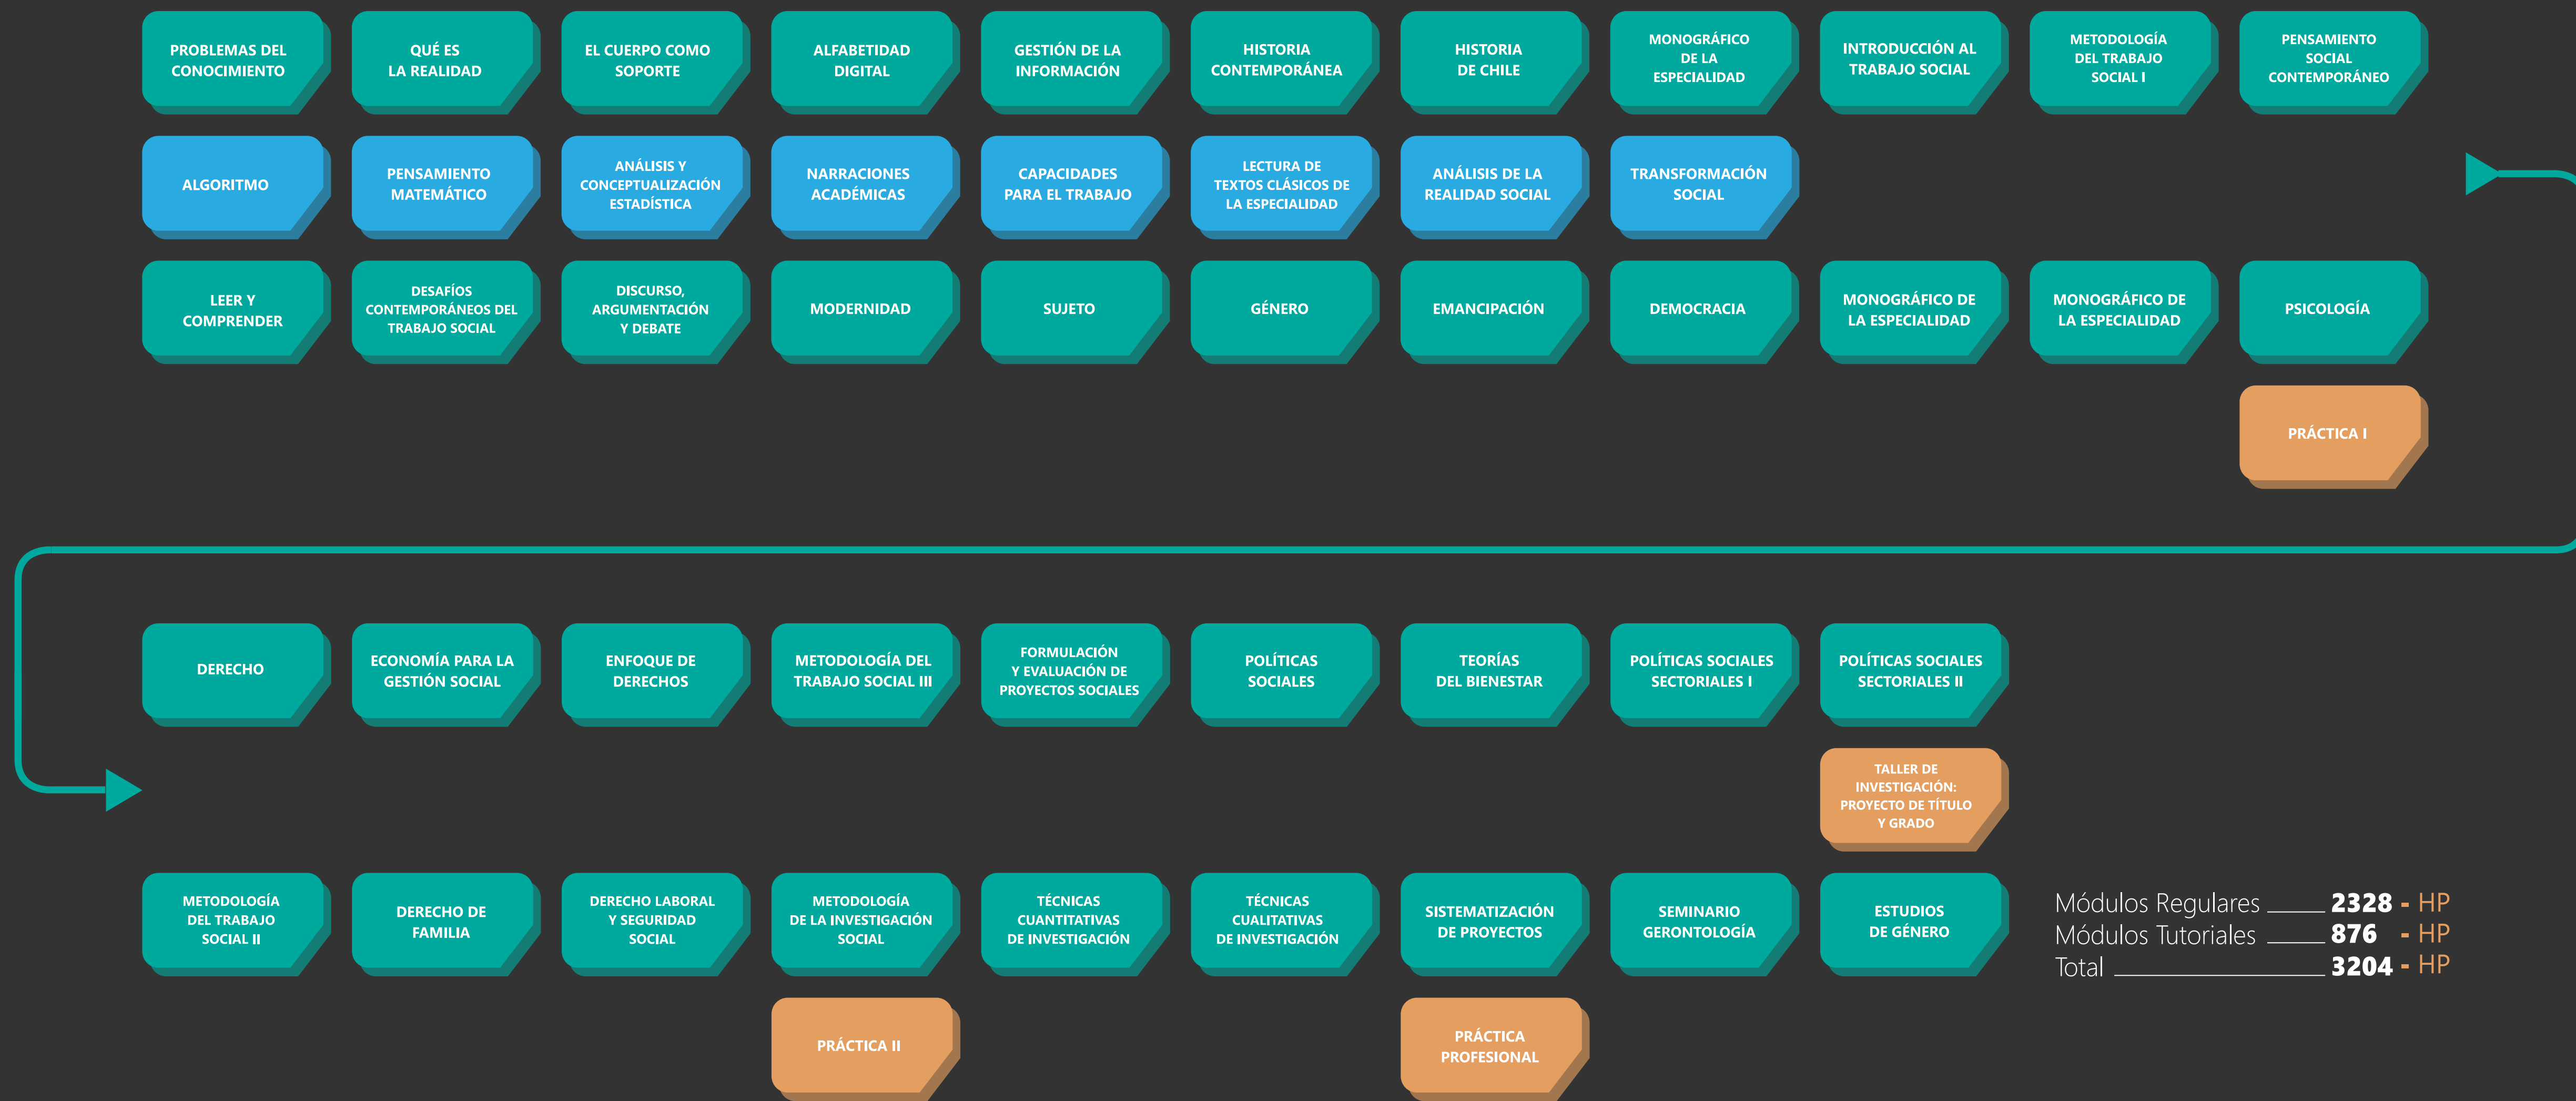 PROBLEMAS DEL
CONOCIMIENTO
QUÉ ES
LA REALIDAD
EL CUERPO COMO
SOPORTE
ALFABETIDAD
DIGITAL
GESTIÓN DE LA
INFORMACIÓN
HISTORIA
CONTEMPORÁNEA
HISTORIA
DE CHILE
MONOGRÁFICO
DE LA
ESPECIALIDAD
INTRODUCCIÓN AL
TRABAJO SOCIAL
METODOLOGÍA
DEL TRABAJO
SOCIAL I
PENSAMIENTO
SOCIAL
CONTEMPORÁNEO
ALGORITMO
PENSAMIENTO
MATEMÁTICO
ANÁLISIS Y
CONCEPTUALIZACIÓN
ESTADÍSTICA
NARRACIONES
ACADÉMICAS
CAPACIDADES
PARA EL TRABAJO
LECTURA DE
TEXTOS CLÁSICOS DE
LA ESPECIALIDAD
ANÁLISIS DE LA
REALIDAD SOCIAL
TRANSFORMACIÓN
SOCIAL
LEER Y
COMPRENDER
DESAFÍOS
CONTEMPORÁNEOS DEL
TRABAJO SOCIAL
DISCURSO,
ARGUMENTACIÓN
Y DEBATE
MODERNIDAD
SUJETO
GÉNERO
EMANCIPACIÓN
DEMOCRACIA
MONOGRÁFICO DE
LA ESPECIALIDAD
MONOGRÁFICO DE
LA ESPECIALIDAD
PSICOLOGÍA
PRÁCTICA I
DERECHO
ECONOMÍA PARA LA
GESTIÓN SOCIAL
ENFOQUE DE
DERECHOS
METODOLOGÍA DEL
TRABAJO SOCIAL III
FORMULACIÓN
Y EVALUACIÓN DE
PROYECTOS SOCIALES
POLÍTICAS
SOCIALES
TEORÍAS
DEL BIENESTAR
POLÍTICAS SOCIALES
SECTORIALES I
POLÍTICAS SOCIALES
SECTORIALES II
TALLER DE
INVESTIGACIÓN:
PROYECTO DE TÍTULO
Y GRADO
METODOLOGÍA
DEL TRABAJO
SOCIAL II
DERECHO DE
FAMILIA
DERECHO LABORAL
Y SEGURIDAD
SOCIAL
METODOLOGÍA
DE LA INVESTIGACIÓN
SOCIAL
TÉCNICAS
CUANTITATIVAS
DE INVESTIGACIÓN
TÉCNICAS
CUALITATIVAS
DE INVESTIGACIÓN
SISTEMATIZACIÓN
DE PROYECTOS
SEMINARIO
GERONTOLOGÍA
ESTUDIOS
DE GÉNERO
Módulos Regulares ____ 2328 - HP
Módulos Tutoriales ____ 876 - HP
Total ______________ 3204 - HP
PRÁCTICA II
PRÁCTICA
PROFESIONAL